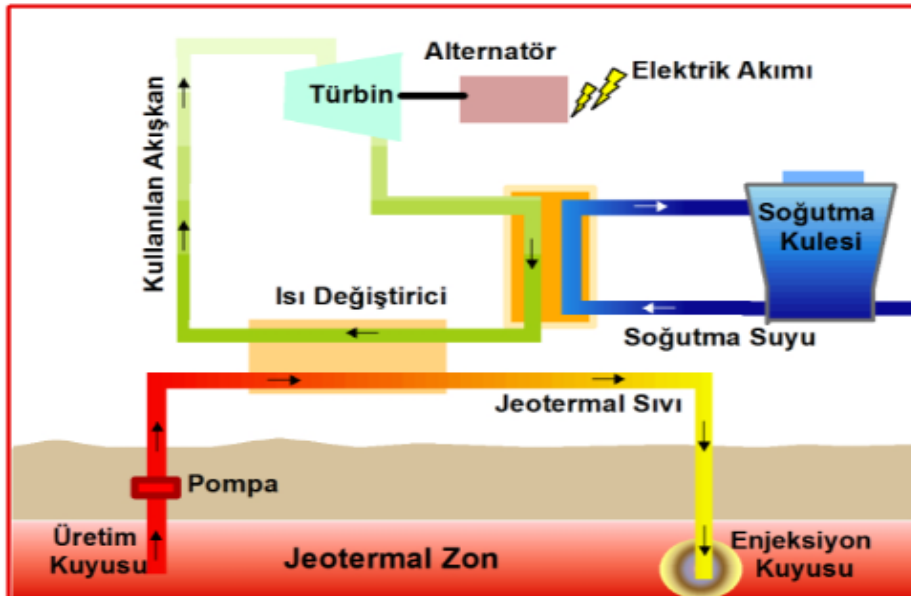 Alternatör
Elektrik Akımı
Türbin
Kullanılan Akışkan
Soğutma
Kulesi
Isı Değiştirici
Soğutma Suyu
Jeotermal Sıvı
Pompa
Üretim
Kuyusu
Jeotermal Zon
Enjeksiyon
Kuyusu